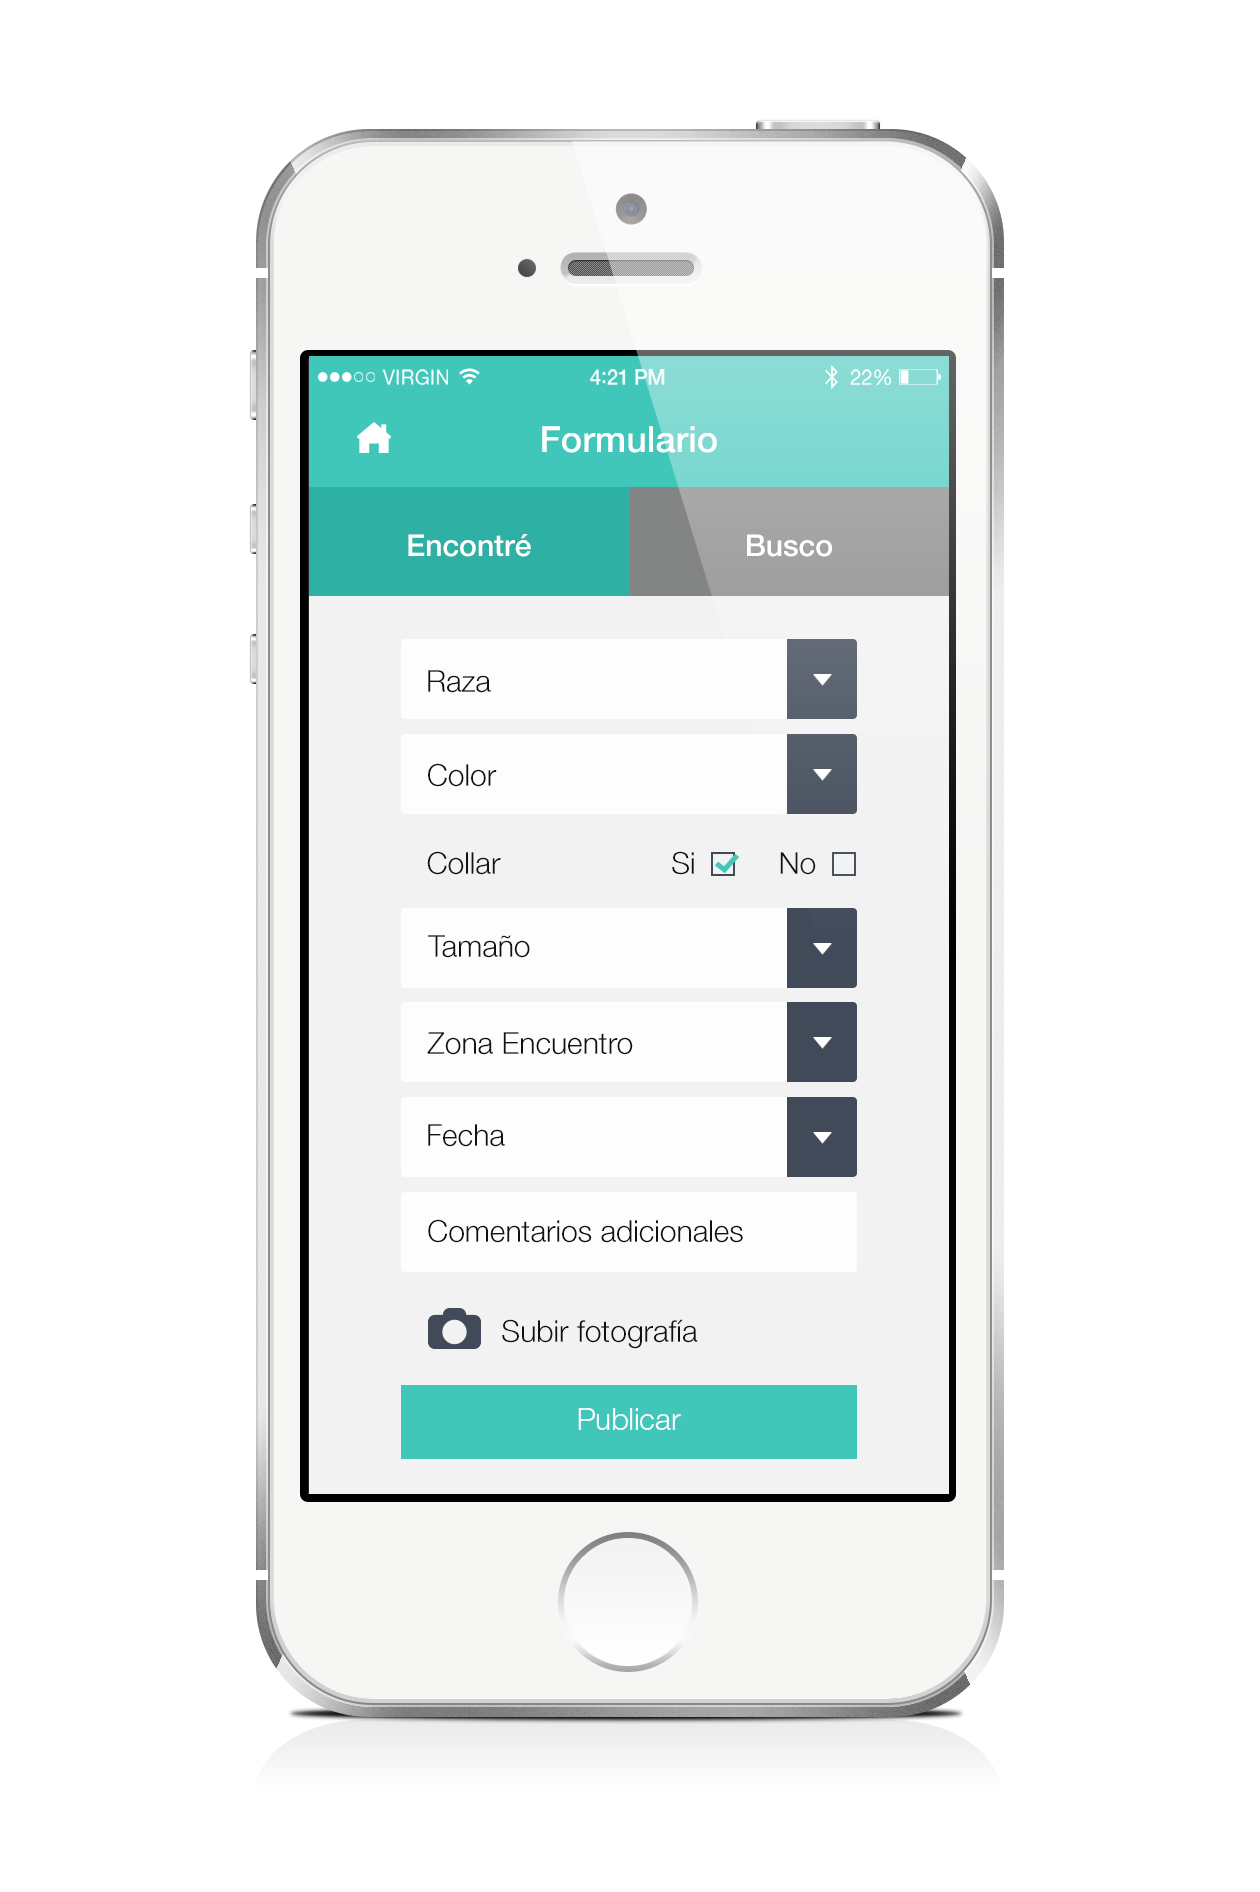 VIRGIN 4:21 PM 22%
Formulario
Encontré Busco
Raza
Color
Collar Si No
Tamaño
Zona Encuentro
Fecha
Comentarios adicionales
Subir fotografía
Publicar